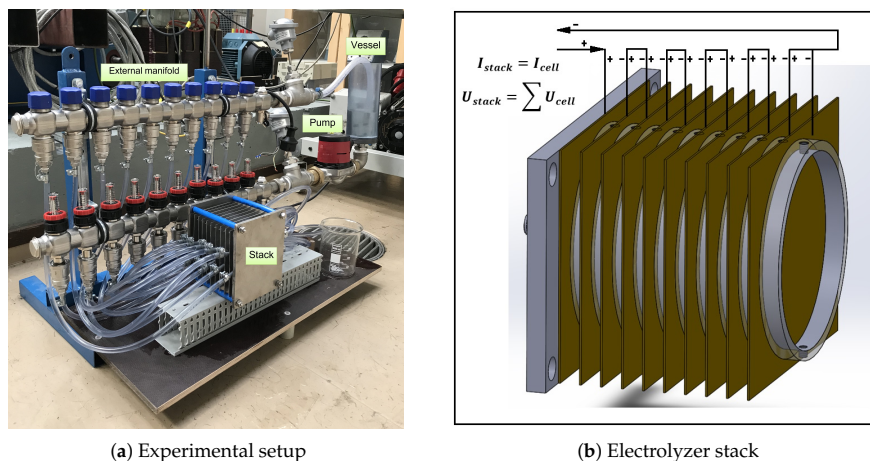 Vessel
External manifold
Pump
Stack
-
+
+ - + - + - + - + - + -
I_stack = I_cell
U_stack = ∑ U_cell
(a) Experimental setup
(b) Electrolyzer stack